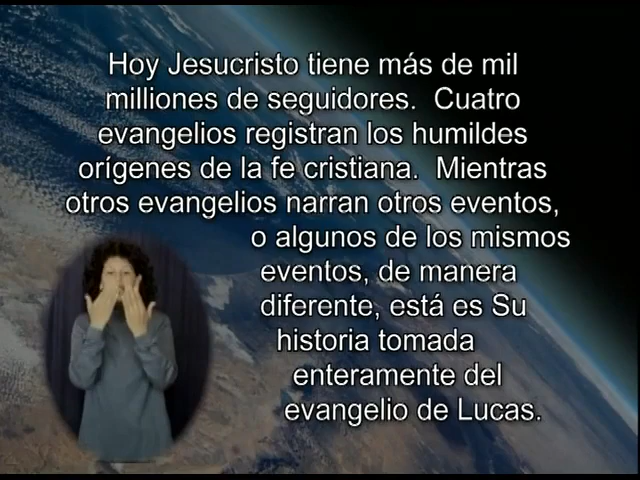 Hoy Jesucristo tiene más de mil
milliones de seguidores. Cuatro
evangelios registran los humildes
orígenes de la fe cristiana. Mientras
otros evangelios narran otros eventos,
o algunos de los mismos
eventos, de manera
diferente, está es Su
historia tomada
enteramente del
evangelio de Lucas.